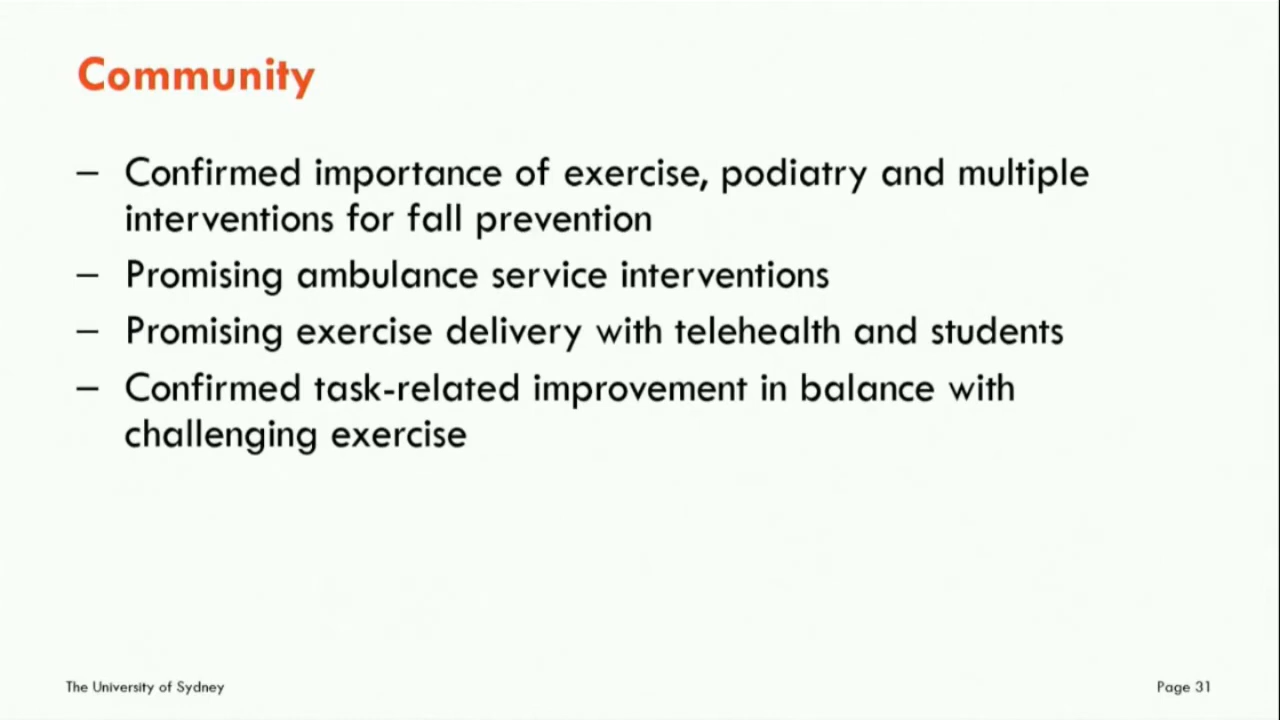 Community
– Confirmed importance of exercise, podiatry and multiple
interventions for fall prevention
– Promising ambulance service interventions
– Promising exercise delivery with telehealth and students
– Confirmed task-related improvement in balance with
challenging exercise
The University of Sydney
Page 31